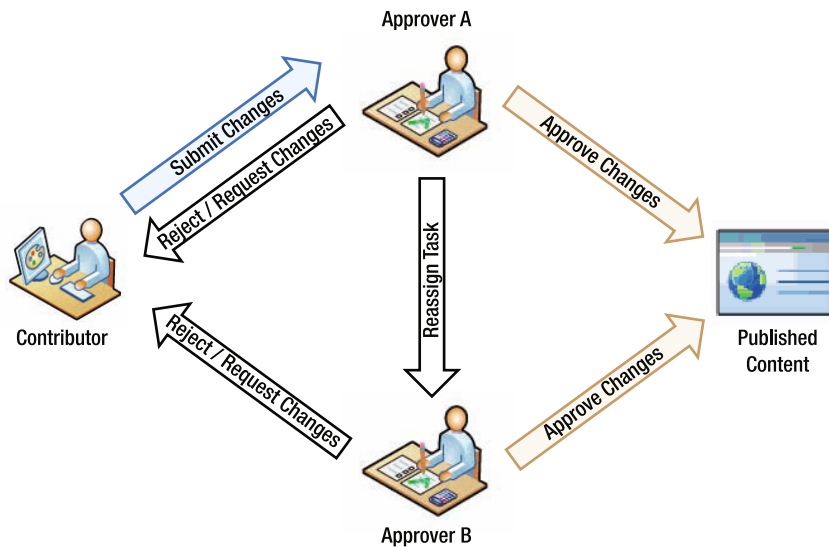 Approver A
Submit Changes
Reject / Request Changes
Approve Changes
Contributor
Reassign Task
Published
Content
Reject / Request Changes
Approve Changes
Approver B